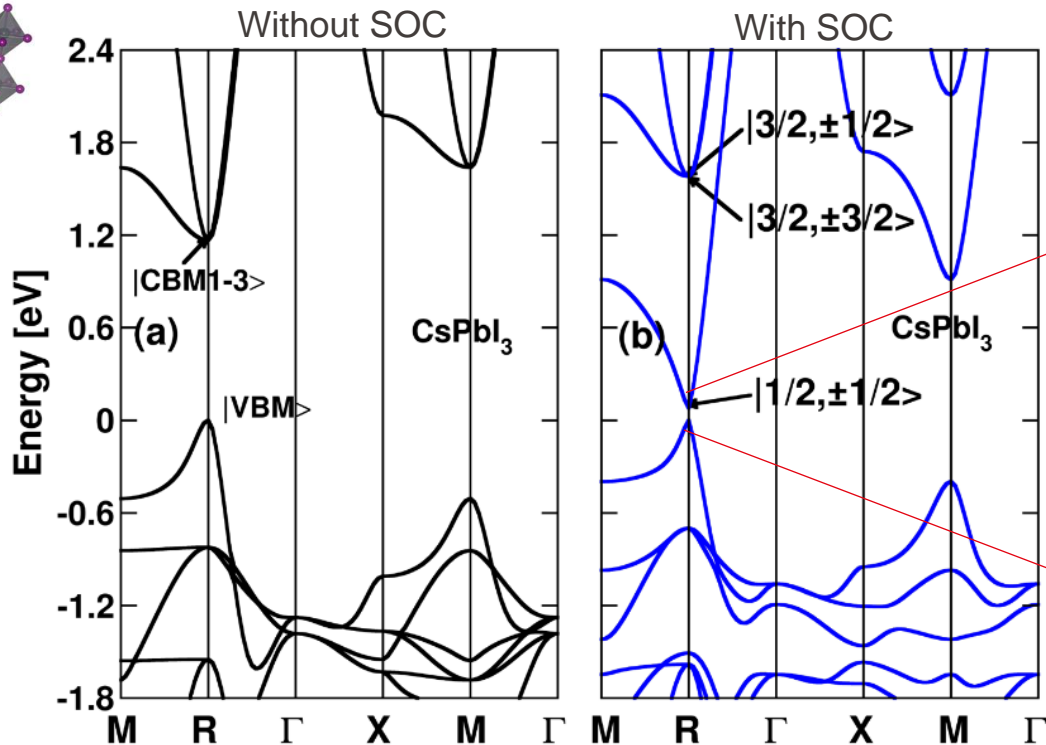 Without SOC
With SOC
Energy [eV]
2.4
1.8
1.2
0.6
0
-0.6
-1.2
-1.8
|CBM1-3>
(a)
CsPbI₃
|VBM>
M R Γ X M Γ
|3/2,±1/2>
|3/2,±3/2>
(b)
CsPbI₃
|1/2,±1/2>
M R Γ X M Γ